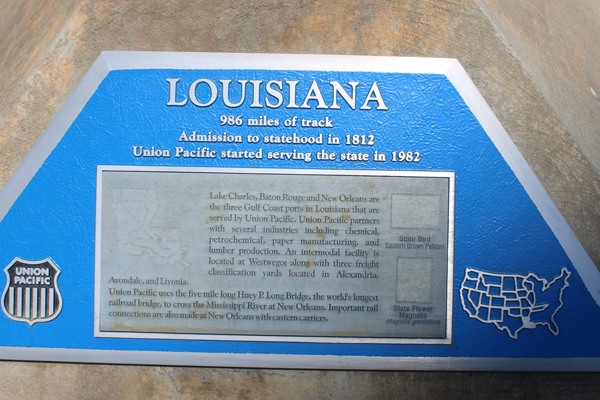 LOUISIANA
986 miles of track
Admission to statehood in 1812
Union Pacific started serving the state in 1982
Lake Charles, Baton Rouge and New Orleans are
the three Gulf Coast ports in Louisiana that are
served by Union Pacific. Union Pacific partners
with several industries including chemical,
petrochemical, paper manufacturing, and
lumber production. An intermodal facility is
located at Westwego along with three freight
classification yards located in Alexandria,
Avondale, and Livonia.
Union Pacific uses the five mile long Huey P. Long Bridge, the world's longest
railroad bridge, to cross the Mississippi River at New Orleans. Important rail
connections are also made at New Orleans with eastern carriers.
State Bird
Eastern Brown Pelican
State Flower
Magnolia
(Magnolia grandiflora)
UNION
PACIFIC